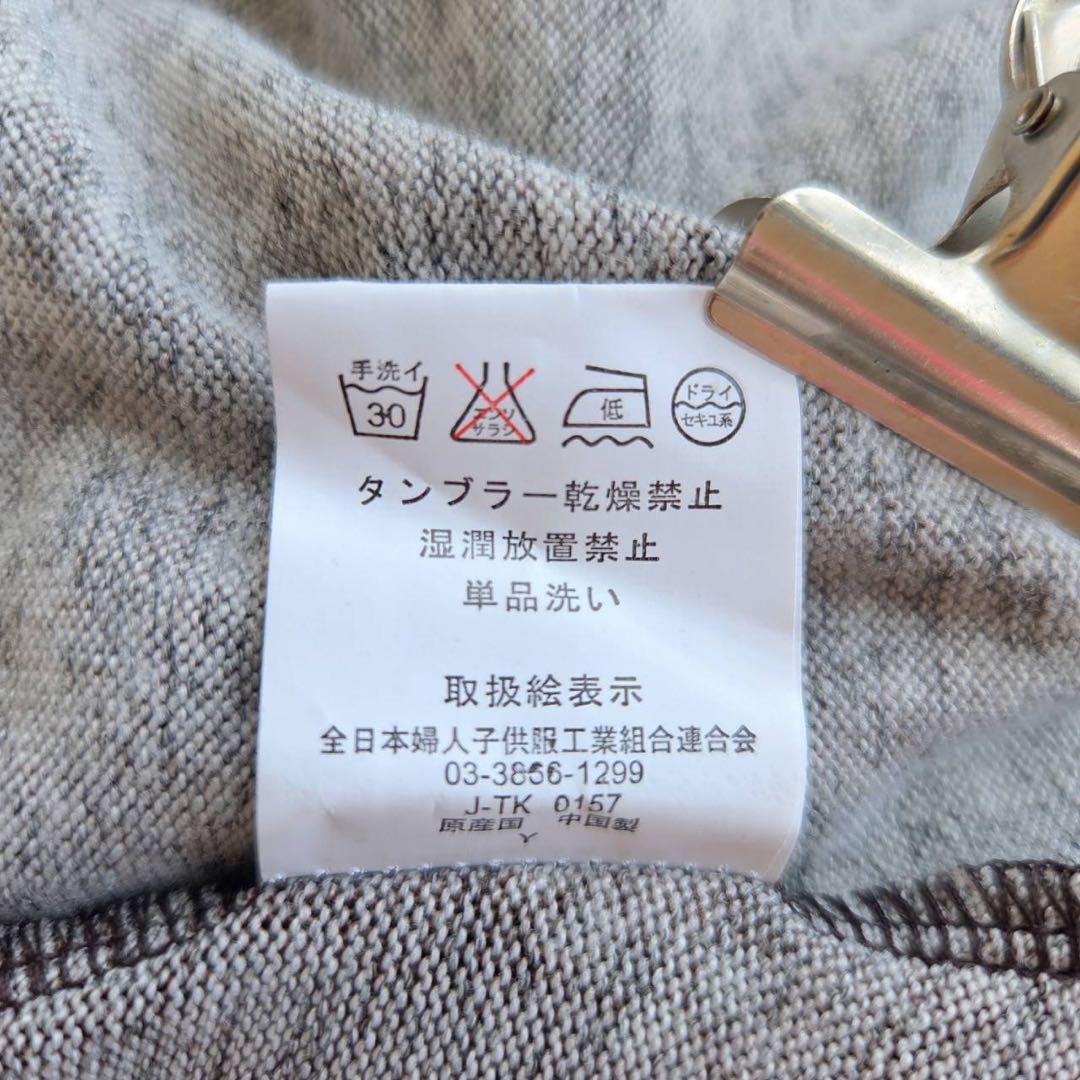 手洗イ
30
エンソ
サラシ
低
ドライ
セキユ系
タンブラー乾燥禁止
湿潤放置禁止
単品洗い
取扱絵表示
全日本婦人子供服工業組合連合会
03-3856-1299
J-TK 0157
原産国 中国製
Y